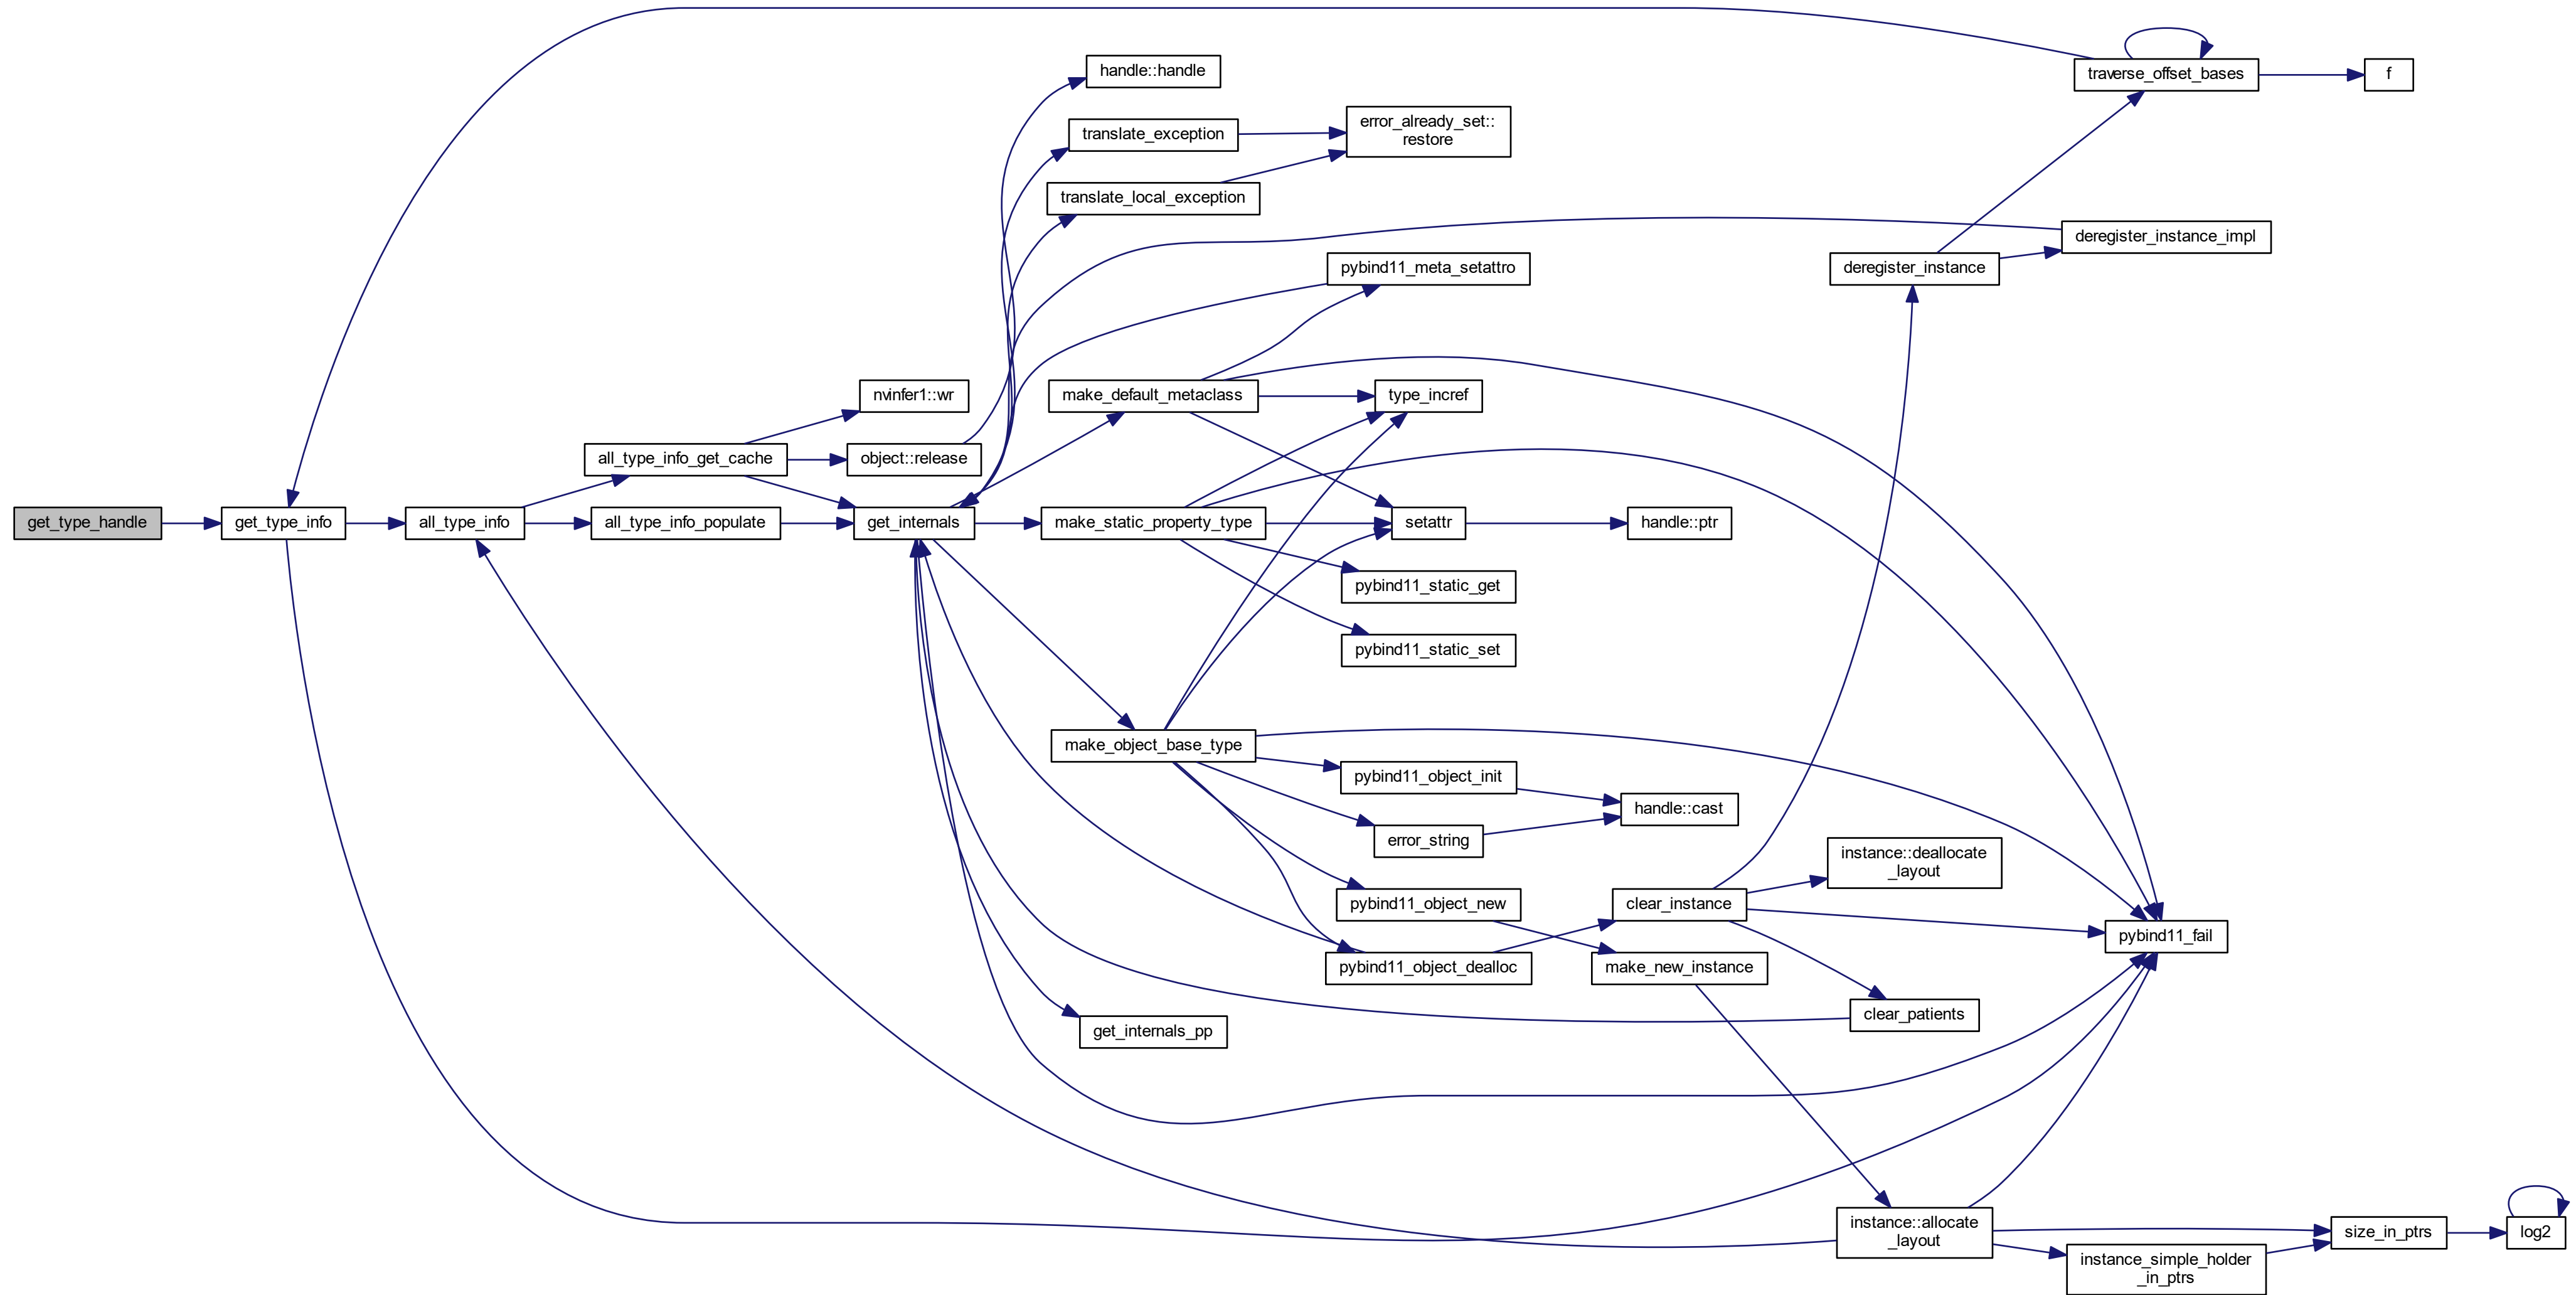 handle::handle
traverse_offset_bases
f
translate_exception
error_already_set::
restore
translate_local_exception
deregister_instance_impl
pybind11_meta_setattro
deregister_instance
nvinfer1::wr
make_default_metaclass
type_incref
all_type_info_get_cache
object::release
get_type_handle
get_type_info
all_type_info
all_type_info_populate
get_internals
make_static_property_type
setattr
handle::ptr
pybind11_static_get
pybind11_static_set
make_object_base_type
pybind11_object_init
handle::cast
error_string
instance::deallocate
_layout
pybind11_object_new
clear_instance
pybind11_fail
pybind11_object_dealloc
make_new_instance
clear_patients
get_internals_pp
instance::allocate
_layout
size_in_ptrs
log2
instance_simple_holder
_in_ptrs